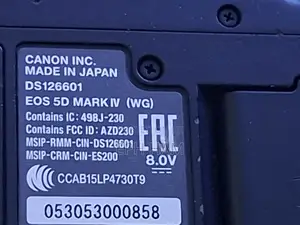 CANON INC.
MADE IN JAPAN
DS126601
EOS 5D MARK IV (WG)
Contains IC: 498J-230
Contains FCC ID: AZD230
MSIP-RMM-CIN-DS126601
MSIP-CRM-CIN-ES200
EAC
8.0V
CCAB15LP4730T9
053053000858